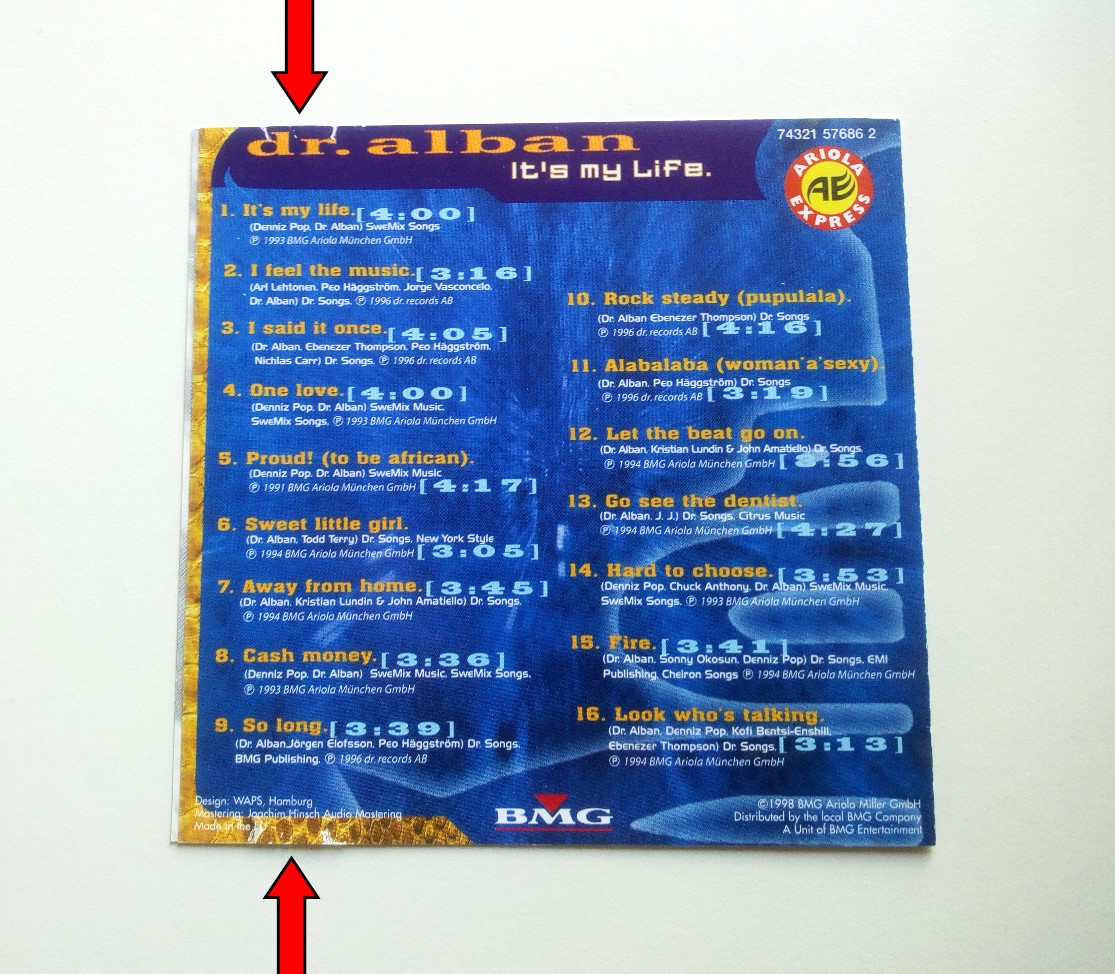 dr. alban
It's my Life.
74321 57686 2
ARIOLA
AE
EXPRESS
1. It's my life.[4:00]
(Denniz Pop, Dr. Alban) SweMix Songs
℗ 1993 BMG Ariola München GmbH
2. I feel the music.[3:16]
(Ari Lehtonen, Peo Häggström, Jorge Vasconcelo,
Dr. Alban) Dr. Songs. ℗ 1996 dr. records AB
3. I said it once.[4:05]
(Dr. Alban, Ebenezer Thompson, Peo Häggström,
Nichlas Carr) Dr. Songs, ℗ 1996 dr. records AB
4. One love.[4:00]
(Denniz Pop, Dr. Alban) SweMix Music,
SweMix Songs, ℗ 1993 BMG Ariola München GmbH
5. Proud! (to be african).
(Denniz Pop, Dr. Alban) SweMix Music
℗ 1991 BMG Ariola München GmbH [4:17]
6. Sweet little girl.
(Dr. Alban, Todd Terry) Dr. Songs, New York Style
℗ 1994 BMG Ariola München GmbH [3:05]
7. Away from home.[3:45]
(Dr. Alban, Kristian Lundin & John Amatiello) Dr. Songs,
℗ 1994 BMG Ariola München GmbH
8. Cash money.[3:36]
(Denniz Pop, Dr. Alban) SweMix Music, SweMix Songs,
℗ 1993 BMG Ariola München GmbH
9. So long.[3:39]
(Dr. Alban,Jörgen Elofsson, Peo Häggström) Dr. Songs,
BMG Publishing, ℗ 1996 dr. records AB
10. Rock steady (pupulala).
(Dr. Alban Ebenezer Thompson) Dr. Songs
℗ 1996 dr. records AB [4:16]
11. Alabalaba (woman'a'sexy)
(Dr. Alban, Peo Häggström) Dr. Songs
℗ 1996 dr. records AB [3:19]
12. Let the beat go on.
(Dr. Alban, Kristian Lundin & John Amatiello) Dr. Songs,
℗ 1994 BMG Ariola München GmbH [3:56]
13. Go see the dentist.
(Dr. Alban, J. J.) Dr. Songs, Citrus Music
℗ 1994 BMG Ariola München GmbH [4:27]
14. Hard to choose.[3:53]
(Denniz Pop, Chuck Anthony, Dr. Alban) SweMix Music,
SweMix Songs, ℗ 1993 BMG Ariola München GmbH
15. Fire.[3:41]
(Dr. Alban, Sonny Okosun, Denniz Pop) Dr. Songs, EMI
Publishing, Cheiron Songs ℗ 1994 BMG Ariola München GmbH
16. Look who's talking.
(Dr. Alban, Denniz Pop, Kofi Bentsi-Enshill,
Ebenezer Thompson) Dr. Songs, [3:13]
℗ 1994 BMG Ariola München GmbH
Design: WAPS, Hamburg
Mastering: Joachim Hinsch Audio Mastering
Made in the EU
BMG
©1998 BMG Ariola Miller GmbH
Distributed by the local BMG Company
A Unit of BMG Entertainment